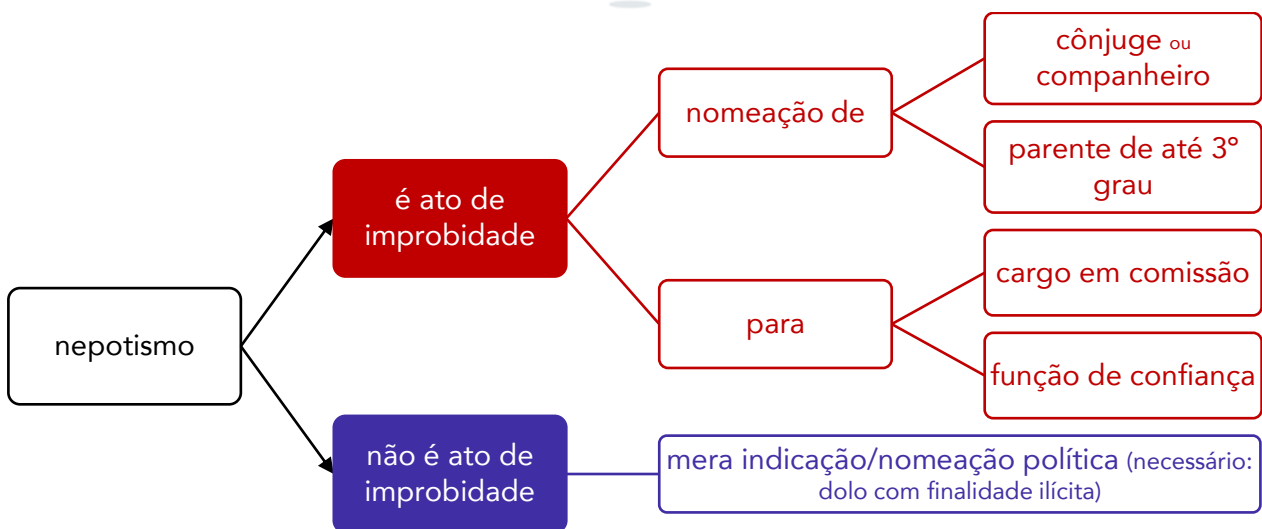 nepotismo
é ato de
improbidade
nomeação de
cônjuge ou
companheiro
parente de até 3º
grau
para
cargo em comissão
função de confiança
não é ato de
improbidade
mera indicação/nomeação política (necessário:
dolo com finalidade ilícita)